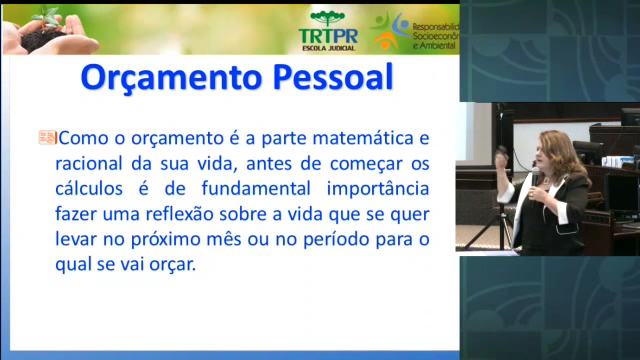 TRTPR
ESCOLA JUDICIAL
Responsabilidade
Socioeconôm
e Ambiental
Orçamento Pessoal
Como o orçamento é a parte matemática e
racional da sua vida, antes de começar os
cálculos é de fundamental importância
fazer uma reflexão sobre a vida que se quer
levar no próximo mês ou no período para o
qual se vai orçar.